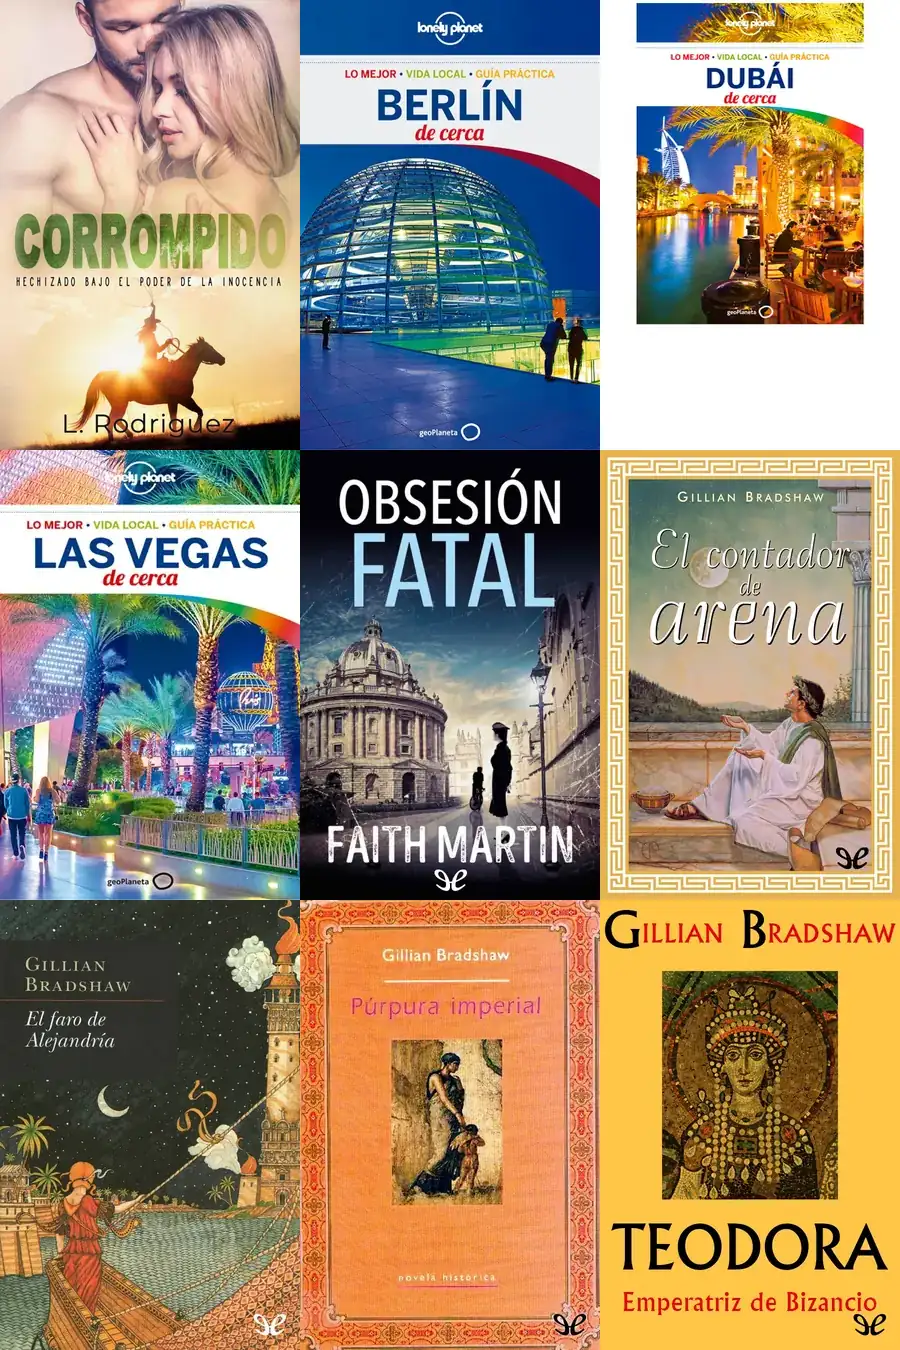 CORROMPIDO
HECHIZADO BAJO EL PODER DE LA INOCENCIA
L. Rodriguez
lonely planet
LO MEJOR • VIDA LOCAL • GUÍA PRÁCTICA
BERLÍN
de cerca
geoPlaneta
lonely planet
LO MEJOR • VIDA LOCAL • GUÍA PRÁCTICA
DUBÁI
de cerca
geoPlaneta
lonely planet
LO MEJOR • VIDA LOCAL • GUÍA PRÁCTICA
LAS VEGAS
de cerca
Paris
geoPlaneta
OBSESIÓN
FATAL
FAITH MARTIN
GILLIAN BRADSHAW
El contador
de
arena
GILLIAN
BRADSHAW
El faro de
Alejandría
Gillian Bradshaw
Púrpura imperial
novela histórica
GILLIAN BRADSHAW
TEODORA
Emperatriz de Bizancio